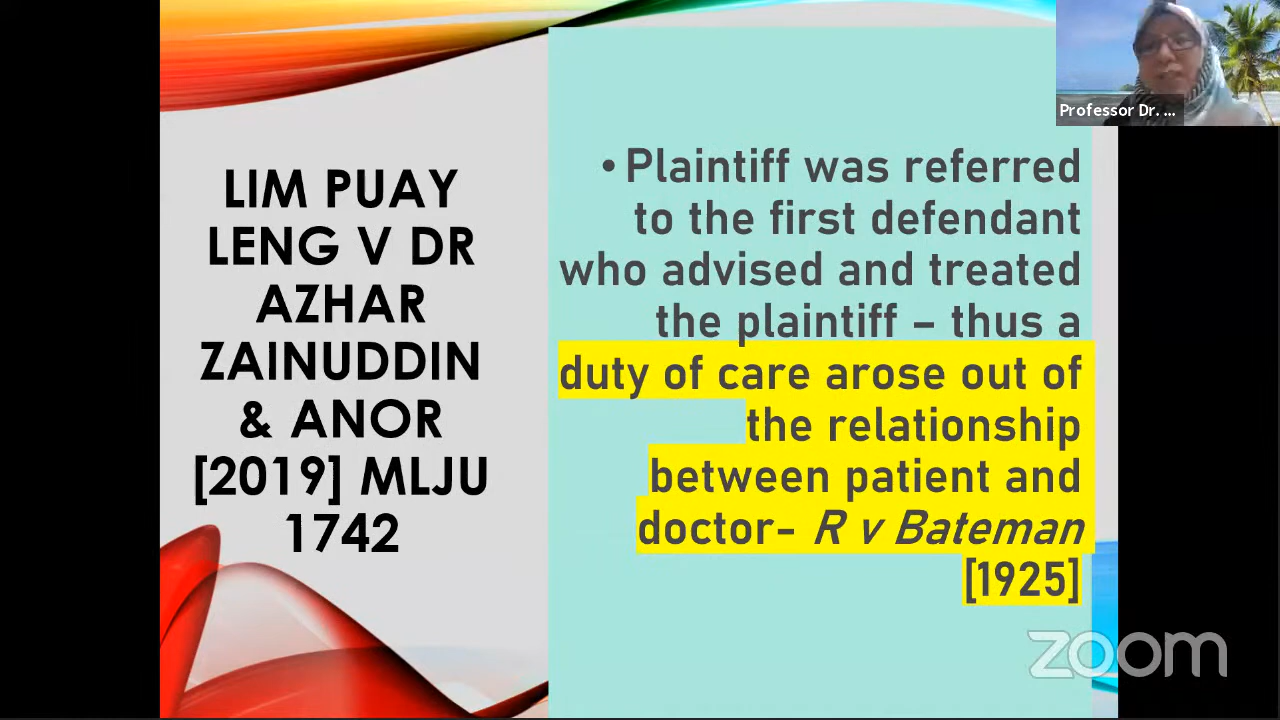 LIM PUAY
LENG V DR
AZHAR
ZAINUDDIN
& ANOR
[2019] MLJU
1742
• Plaintiff was referred
to the first defendant
who advised and treated
the plaintiff – thus a
duty of care arose out of
the relationship
between patient and
doctor- R v Bateman
[1925]
Professor Dr. ...
zoom